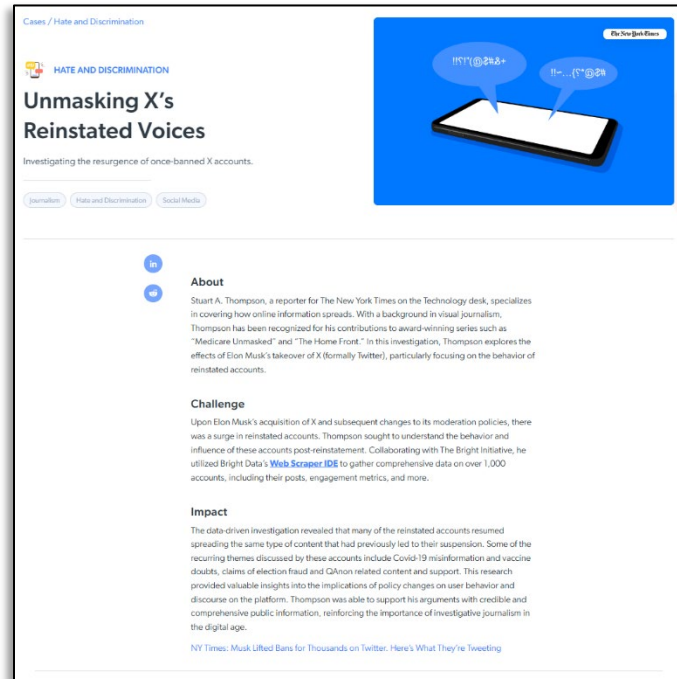 Cases / Hate and Discrimination
HATE AND DISCRIMINATION
Unmasking X's
Reinstated Voices
Investigating the resurgence of once-banned X accounts.
Journalism
Hate and Discrimination
Social Media
The New York Times
in
About
Stuart A. Thompson, a reporter for The New York Times on the Technology desk, specializes
in covering how online information spreads. With a background in visual journalism,
Thompson has been recognized for his contributions to award-winning series such as
"Medicare Unmasked" and "The Home Front." In this investigation, Thompson explores the
effects of Elon Musk's takeover of X (formally Twitter), particularly focusing on the behavior of
reinstated accounts.
Challenge
Upon Elon Musk's acquisition of X and subsequent changes to its moderation policies, there
was a surge in reinstated accounts. Thompson sought to understand the behavior and
influence of these accounts post-reinstatement. Collaborating with The Bright Initiative, he
utilized Bright Data's Web Scraper IDE to gather comprehensive data on over 1,000
accounts, including their posts, engagement metrics, and more.
Impact
The data-driven investigation revealed that many of the reinstated accounts resumed
spreading the same type of content that had previously led to their suspension. Some of the
recurring themes discussed by these accounts include Covid-19 misinformation and vaccine
doubts, claims of election fraud and QAnon related content and support. This research
provided valuable insights into the implications of policy changes on user behavior and
discourse on the platform. Thompson was able to support his arguments with credible and
comprehensive public information, reinforcing the importance of investigative journalism in
the digital age.
NY Times: Musk Lifted Bans for Thousands on Twitter. Here's What They're Tweeting